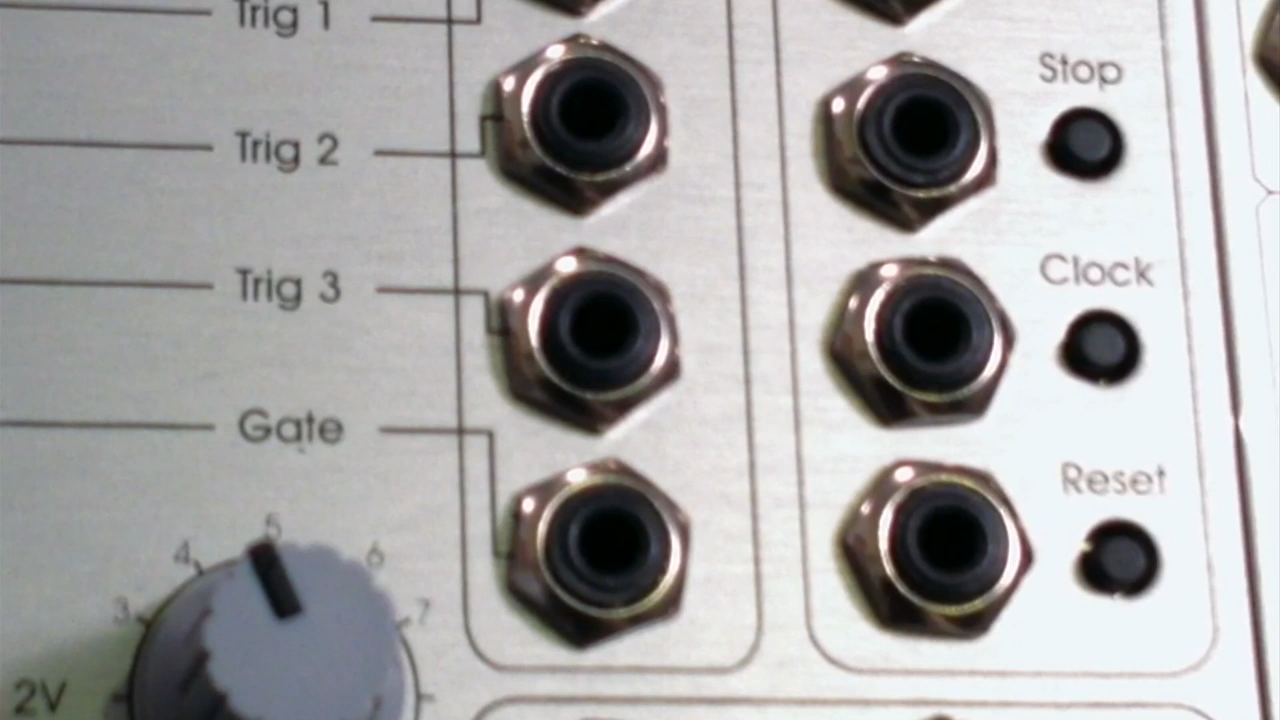 Trig 1
Stop
Trig 2
Clock
Trig 3
Gate
Reset
5
4
6
3
7
2V